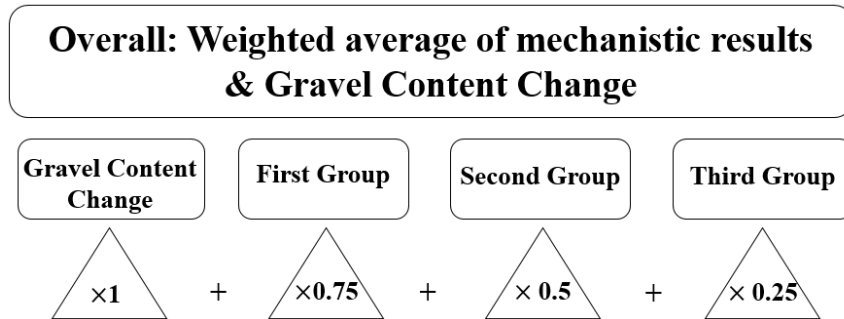 Overall: Weighted average of mechanistic results
& Gravel Content Change
Gravel Content
Change
First Group
Second Group
Third Group
×1 + ×0.75 + × 0.5 + × 0.25